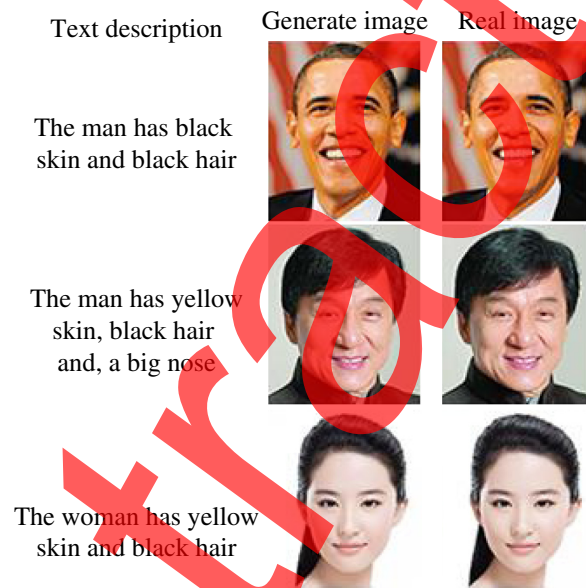 Text description Generate image Real image
The man has black
skin and black hair
The man has yellow
skin, black hair
and, a big nose
The woman has yellow
skin and black hair
tract